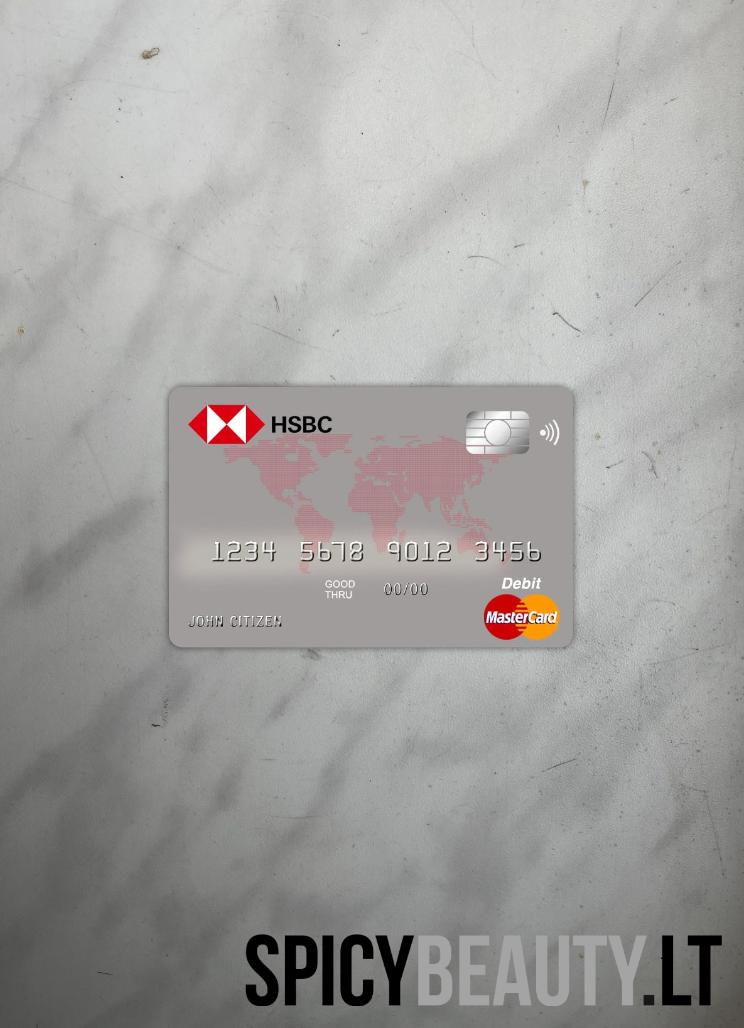 HSBC
1234 5678 9012 3456
GOOD THRU 00/00
Debit
MasterCard
JOHN CITIZEN
SPICYBEAUTY.LT